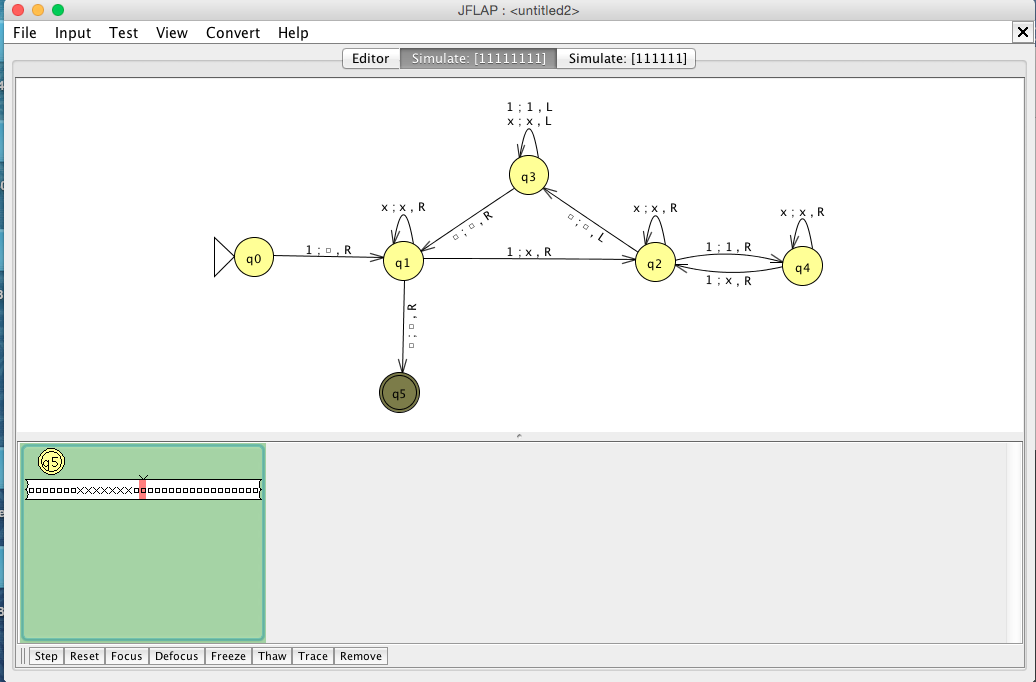 JFLAP : <untitled2>
File Input Test View Convert Help
Editor Simulate: [11111111] Simulate: [111111]
1 ; 1 , L
x ; x , L
q3
x ; x , R
x ; x , R
x ; x , R
□ ; □ , R
□ ; □ , L
q0
1 ; □ , R
q1
1 ; x , R
q2
1 ; 1 , R
1 ; x , R
q4
□ ; □ , R
q5
q5
□□□□□□□xxxxxxx□□□□□□□□□□□□□□□□□□
Step Reset Focus Defocus Freeze Thaw Trace Remove